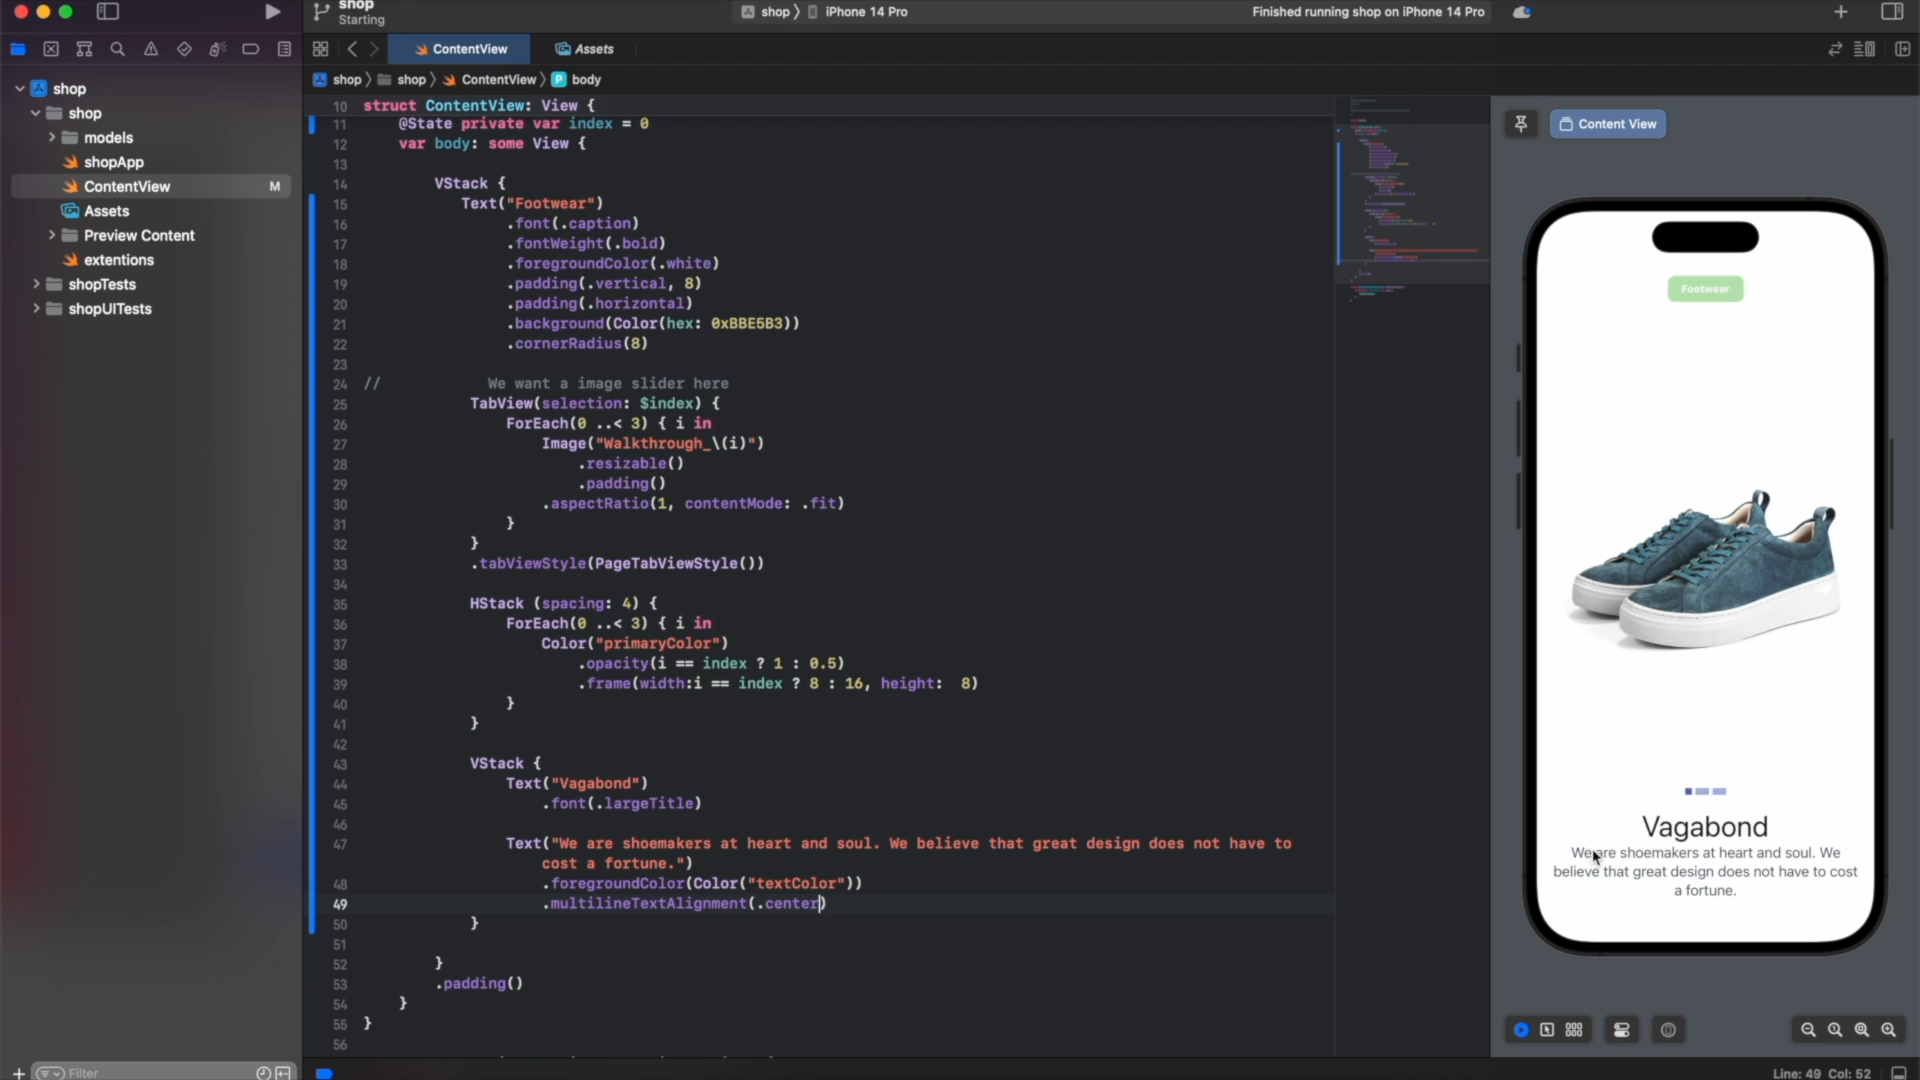 shop
Starting
shop 〉 iPhone 14 Pro
Finished running shop on iPhone 14 Pro
ContentView
Assets
shop 〉 shop 〉 ContentView 〉 P body
shop
shop
models
shopApp
ContentView M
Assets
Preview Content
extentions
shopTests
shopUITests
10 struct ContentView: View {
11 @State private var index = 0
12 var body: some View {
13
14 VStack {
15 Text("Footwear")
16 .font(.caption)
17 .fontWeight(.bold)
18 .foregroundColor(.white)
19 .padding(.vertical, 8)
20 .padding(.horizontal)
21 .background(Color(hex: 0xBBE5B3))
22 .cornerRadius(8)
23
24 // We want a image slider here
25 TabView(selection: $index) {
26 ForEach(0 ..< 3) { i in
27 Image("Walkthrough_\(i)")
28 .resizable()
29 .padding()
30 .aspectRatio(1, contentMode: .fit)
31 }
32 }
33 .tabViewStyle(PageTabViewStyle())
34
35 HStack (spacing: 4) {
36 ForEach(0 ..< 3) { i in
37 Color("primaryColor")
38 .opacity(i == index ? 1 : 0.5)
39 .frame(width:i == index ? 8 : 16, height:  8)
40 }
41 }
42
43 VStack {
44 Text("Vagabond")
45 .font(.largeTitle)
46
47 Text("We are shoemakers at heart and soul. We believe that great design does not have to
cost a fortune.")
48 .foregroundColor(Color("textColor"))
49 .multilineTextAlignment(.center)
50 }
51
52 }
53 .padding()
54 }
55 }
56
Content View
Footwear
Vagabond
We are shoemakers at heart and soul. We
believe that great design does not have to cost
a fortune.
Filter
Line: 49 Col: 52